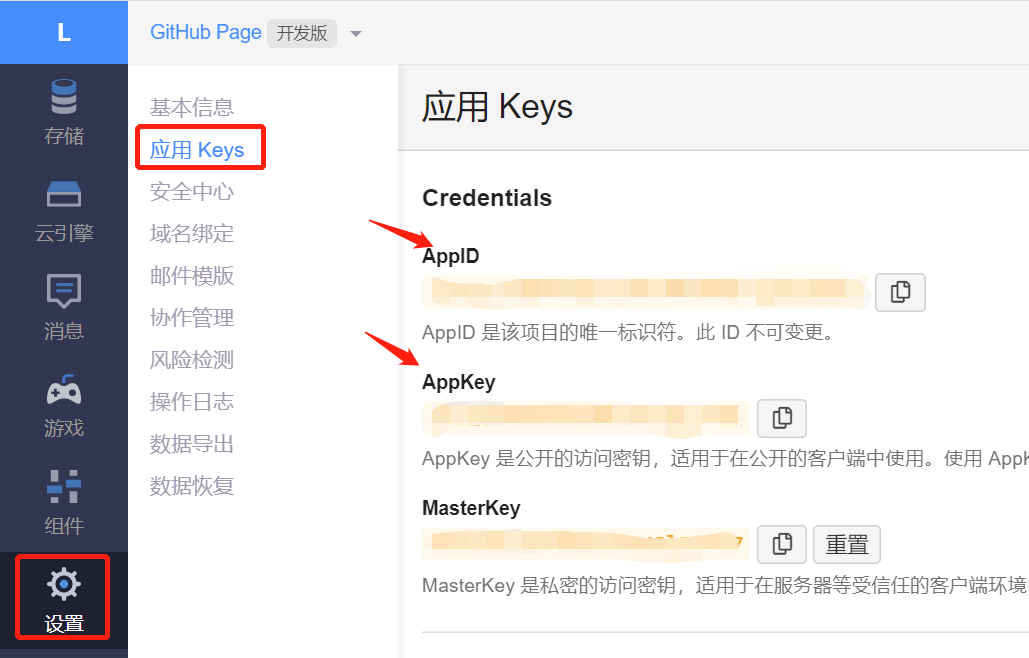 L
GitHub Page 开发版
存储
云引擎
消息
游戏
组件
设置
基本信息
应用 Keys
安全中心
域名绑定
邮件模版
协作管理
风险检测
操作日志
数据导出
数据恢复
应用 Keys
Credentials
AppID
AppID 是该项目的唯一标识符。此 ID 不可变更。
AppKey
AppKey 是公开的访问密钥，适用于在公开的客户端中使用。使用 AppK
MasterKey
重置
MasterKey 是私密的访问密钥，适用于在服务器等受信任的客户端环境